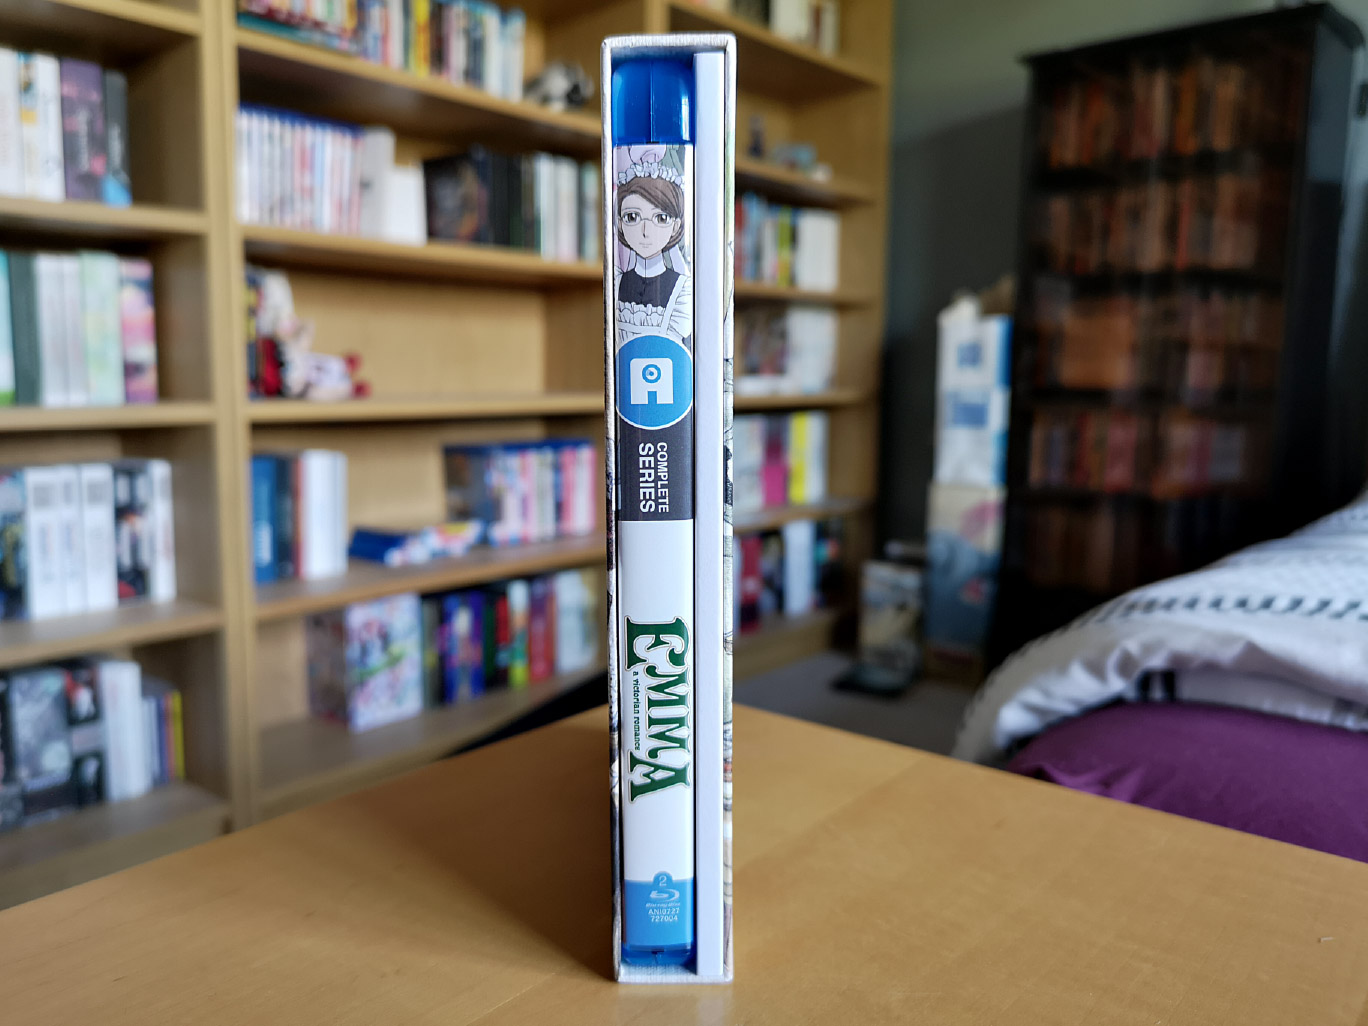 COMPLETE
SERIES
EMMA
a victorian romance
2
Blu-ray Disc
ANI0727
727004